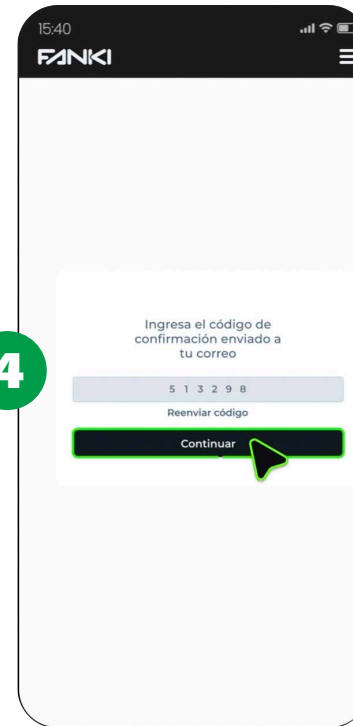 15:40
FANKI
Ingresa el código de
confirmación enviado a
tu correo
4
5 1 3 2 9 8
Reenviar código
Continuar